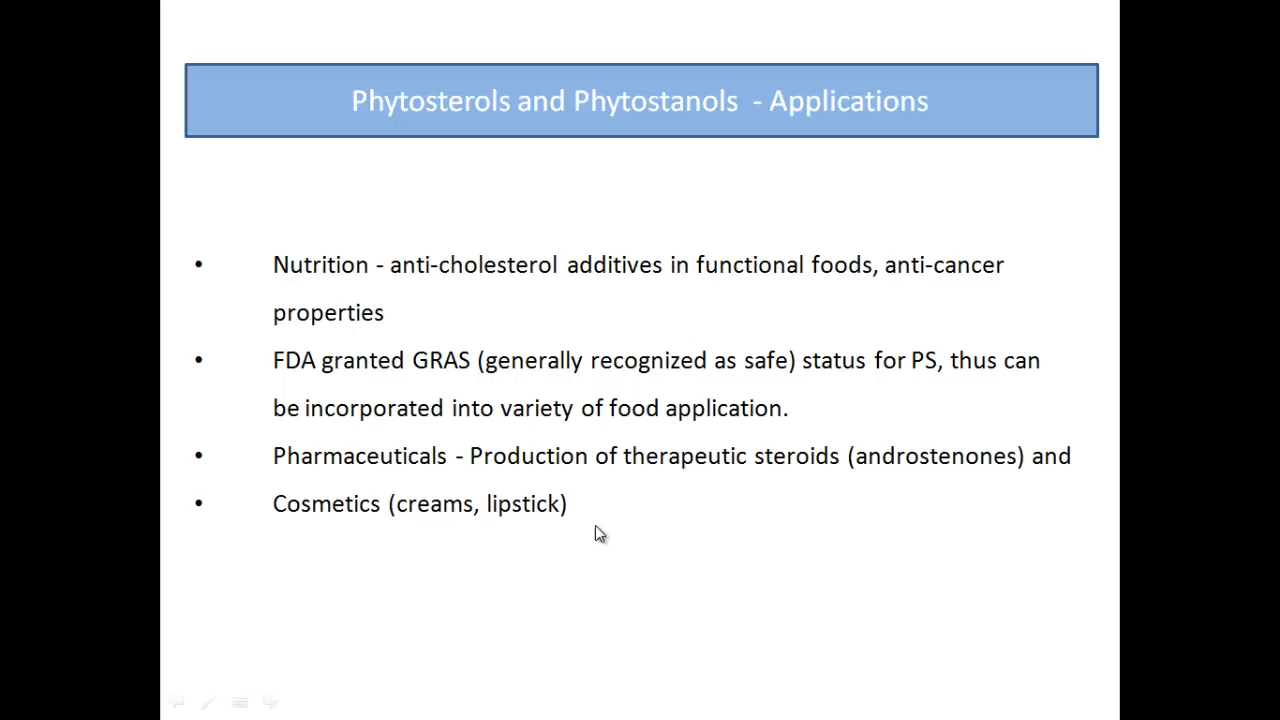 Phytosterols and Phytostanols - Applications
• Nutrition - anti-cholesterol additives in functional foods, anti-cancer
properties
• FDA granted GRAS (generally recognized as safe) status for PS, thus can
be incorporated into variety of food application.
• Pharmaceuticals - Production of therapeutic steroids (androstenones) and
• Cosmetics (creams, lipstick)